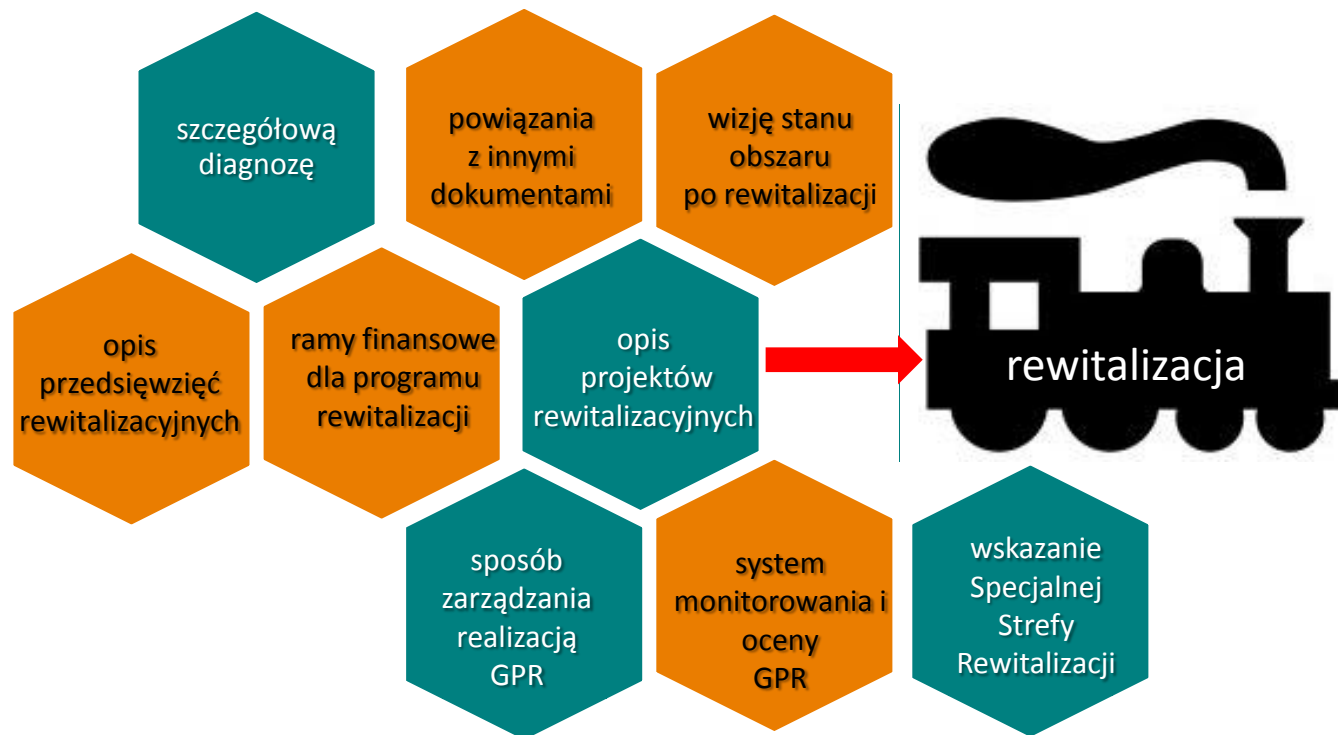 szczegółową
diagnozę
powiązania
z innymi
dokumentami
wizję stanu
obszaru
po rewitalizacji
opis
przedsięwzięć
rewitalizacyjnych
ramy finansowe
dla programu
rewitalizacji
opis
projektów
rewitalizacyjnych
rewitalizacja
sposób
zarządzania
realizacją
GPR
system
monitorowania i
oceny
GPR
wskazanie
Specjalnej
Strefy
Rewitalizacji